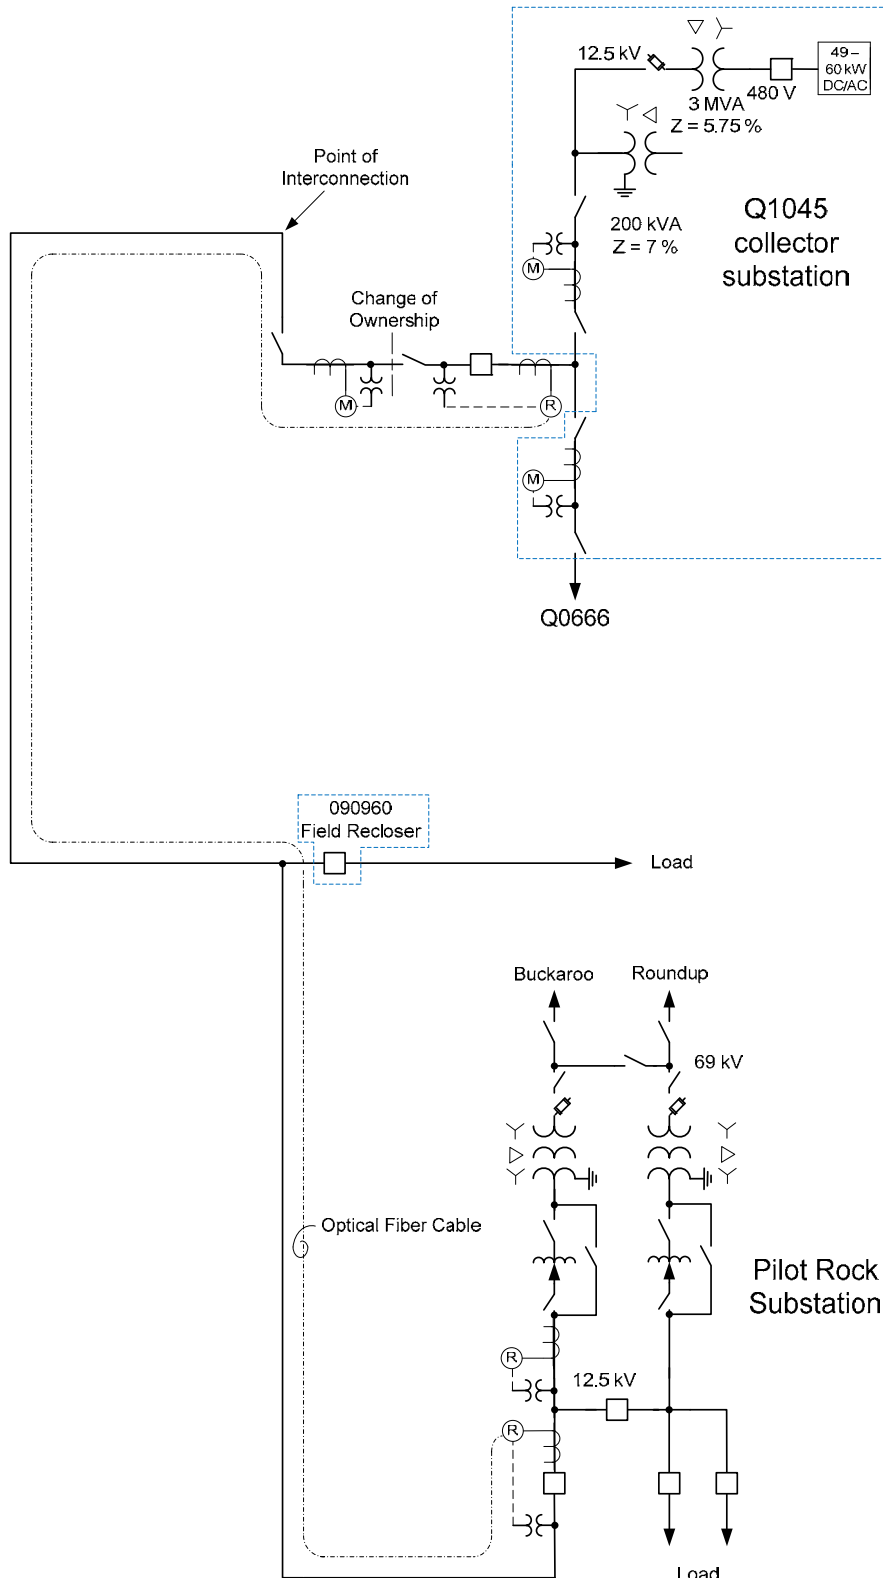 12.5 kV
49 –
60 kW
DC/AC
480 V
3 MVA
Z = 5.75 %
Point of
Interconnection
200 kVA
Z = 7 %
Q1045
collector
substation
M
Change of
Ownership
M
R
M
Q0666
090960
Field Recloser
Load
Buckaroo
Roundup
69 kV
Optical Fiber Cable
Pilot Rock
Substation
R
12.5 kV
R
Load